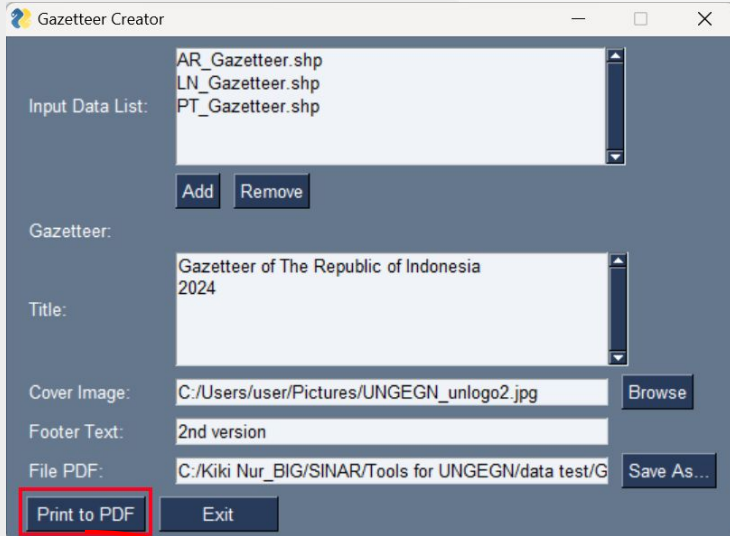 Gazetteer Creator
Input Data List:
AR_Gazetteer.shp
LN_Gazetteer.shp
PT_Gazetteer.shp
Add Remove
Gazetteer:
Title:
Gazetteer of The Republic of Indonesia
2024
Cover Image: C:/Users/user/Pictures/UNGEGN_unlogo2.jpg Browse
Footer Text: 2nd version
File PDF: C:/Kiki Nur_BIG/SINAR/Tools for UNGEGN/data test/G Save As...
Print to PDF Exit